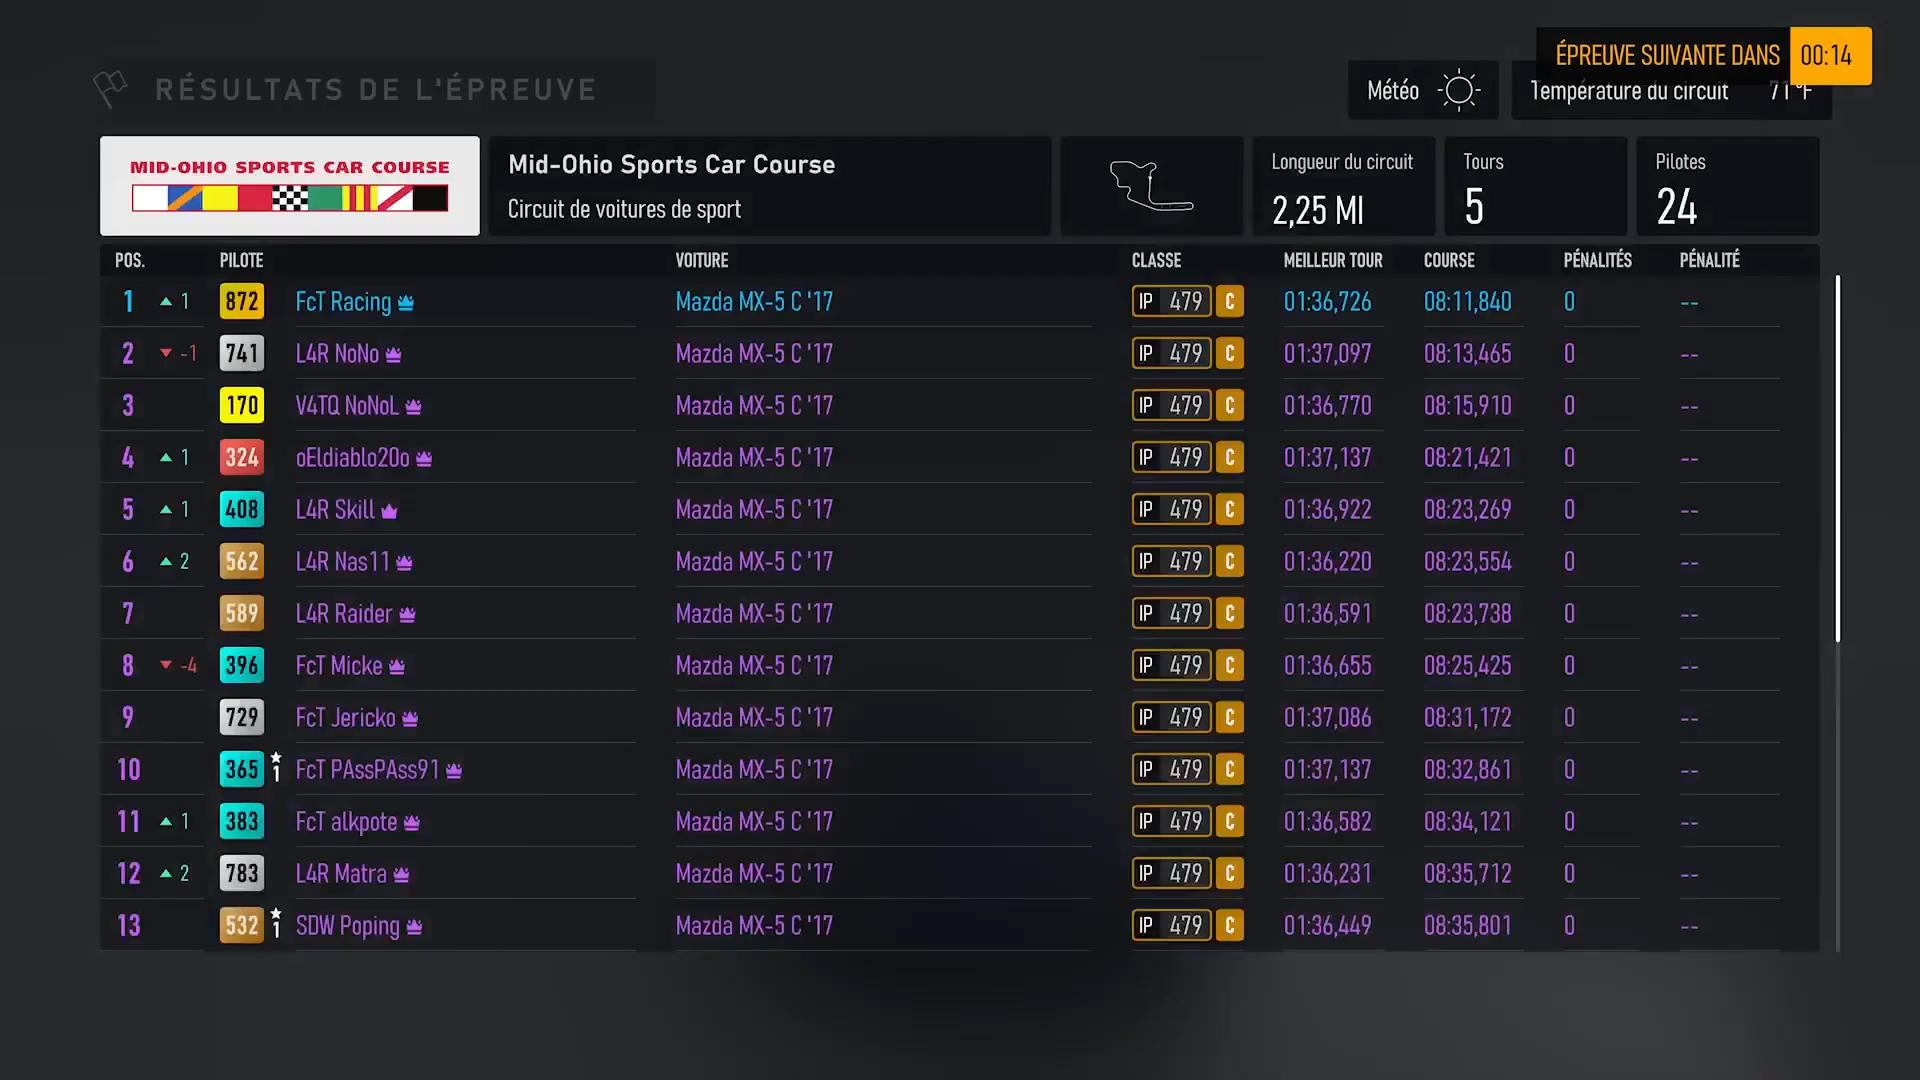 ÉPREUVE SUIVANTE DANS 00:14
RÉSULTATS DE L'ÉPREUVE
Météo
Température du circuit 71°F
MID-OHIO SPORTS CAR COURSE
Mid-Ohio Sports Car Course
Circuit de voitures de sport
Longueur du circuit
2,25 MI
Tours
5
Pilotes
24
POS. PILOTE VOITURE CLASSE MEILLEUR TOUR COURSE PÉNALITÉS PÉNALITÉ
1 1 872 FcT Racing Mazda MX-5 C '17 IP 479 C 01:36,726 08:11,840 0 --
2 -1 741 L4R NoNo Mazda MX-5 C '17 IP 479 C 01:37,097 08:13,465 0 --
3 170 V4TQ NoNoL Mazda MX-5 C '17 IP 479 C 01:36,770 08:15,910 0 --
4 1 324 oEldiablo20o Mazda MX-5 C '17 IP 479 C 01:37,137 08:21,421 0 --
5 1 408 L4R Skill Mazda MX-5 C '17 IP 479 C 01:36,922 08:23,269 0 --
6 2 562 L4R Nas11 Mazda MX-5 C '17 IP 479 C 01:36,220 08:23,554 0 --
7 589 L4R Raider Mazda MX-5 C '17 IP 479 C 01:36,591 08:23,738 0 --
8 -4 396 FcT Micke Mazda MX-5 C '17 IP 479 C 01:36,655 08:25,425 0 --
9 729 FcT Jericko Mazda MX-5 C '17 IP 479 C 01:37,086 08:31,172 0 --
10 365 1 FcT PAssPAss91 Mazda MX-5 C '17 IP 479 C 01:37,137 08:32,861 0 --
11 1 383 FcT alkpote Mazda MX-5 C '17 IP 479 C 01:36,582 08:34,121 0 --
12 2 783 L4R Matra Mazda MX-5 C '17 IP 479 C 01:36,231 08:35,712 0 --
13 532 1 SDW Poping Mazda MX-5 C '17 IP 479 C 01:36,449 08:35,801 0 --